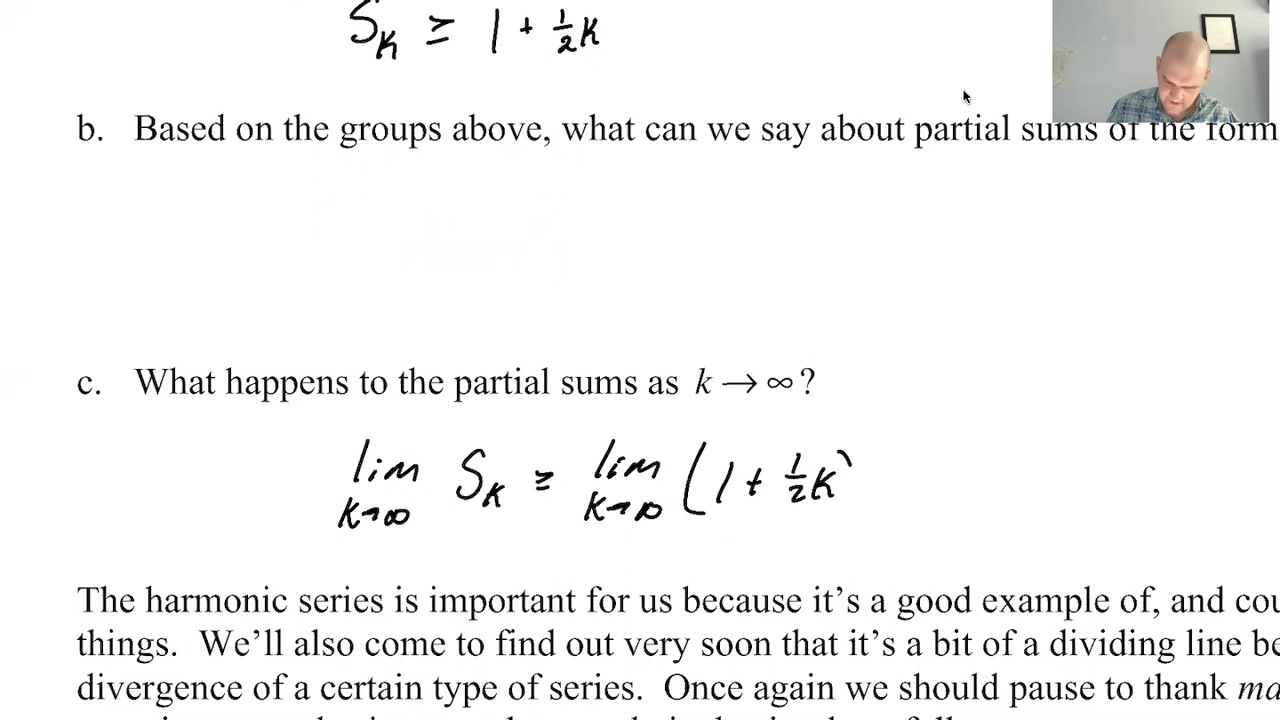 S_K ≥ 1 + ½K
b. Based on the groups above, what can we say about partial sums of the form
c. What happens to the partial sums as k → ∞?
lim K→∞ S_K ≥ lim K→∞ (1 + ½K)
The harmonic series is important for us because it's a good example of, and cou
things. We'll also come to find out very soon that it's a bit of a dividing line be
divergence of a certain type of series. Once again we should pause to thank ma